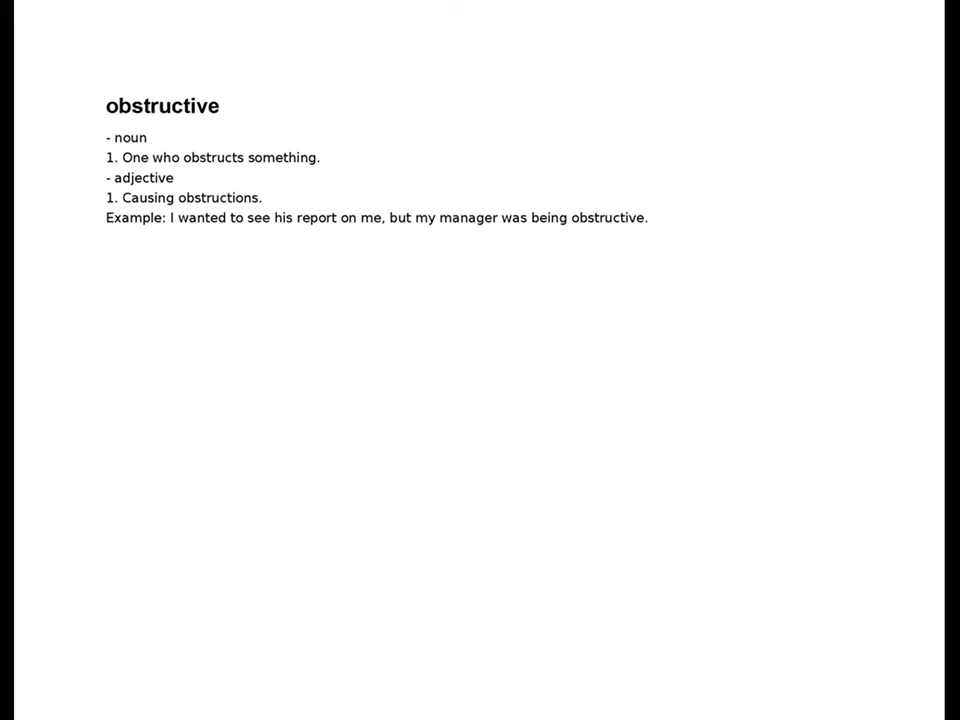 obstructive
- noun
1. One who obstructs something.
- adjective
1. Causing obstructions.
Example: I wanted to see his report on me, but my manager was being obstructive.